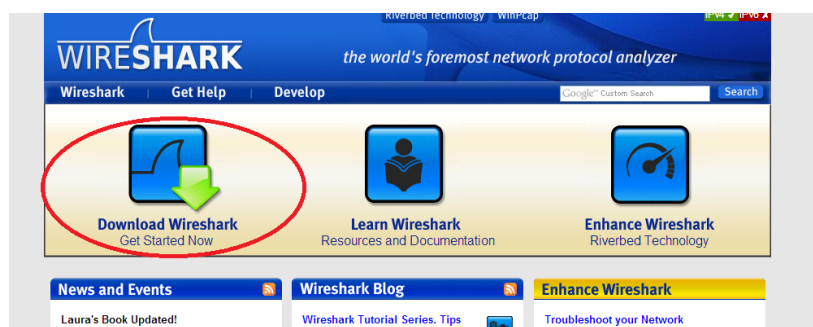 Riverbed Technology WinPcap
IPv4 ✔ IPv6 ✘
WIRESHARK
the world's foremost network protocol analyzer
Wireshark Get Help Develop
Google™ Custom Search Search
Download Wireshark
Get Started Now
Learn Wireshark
Resources and Documentation
Enhance Wireshark
Riverbed Technology
News and Events
Laura's Book Updated!
Wireshark Blog
Wireshark Tutorial Series. Tips
Enhance Wireshark
Troubleshoot your Network